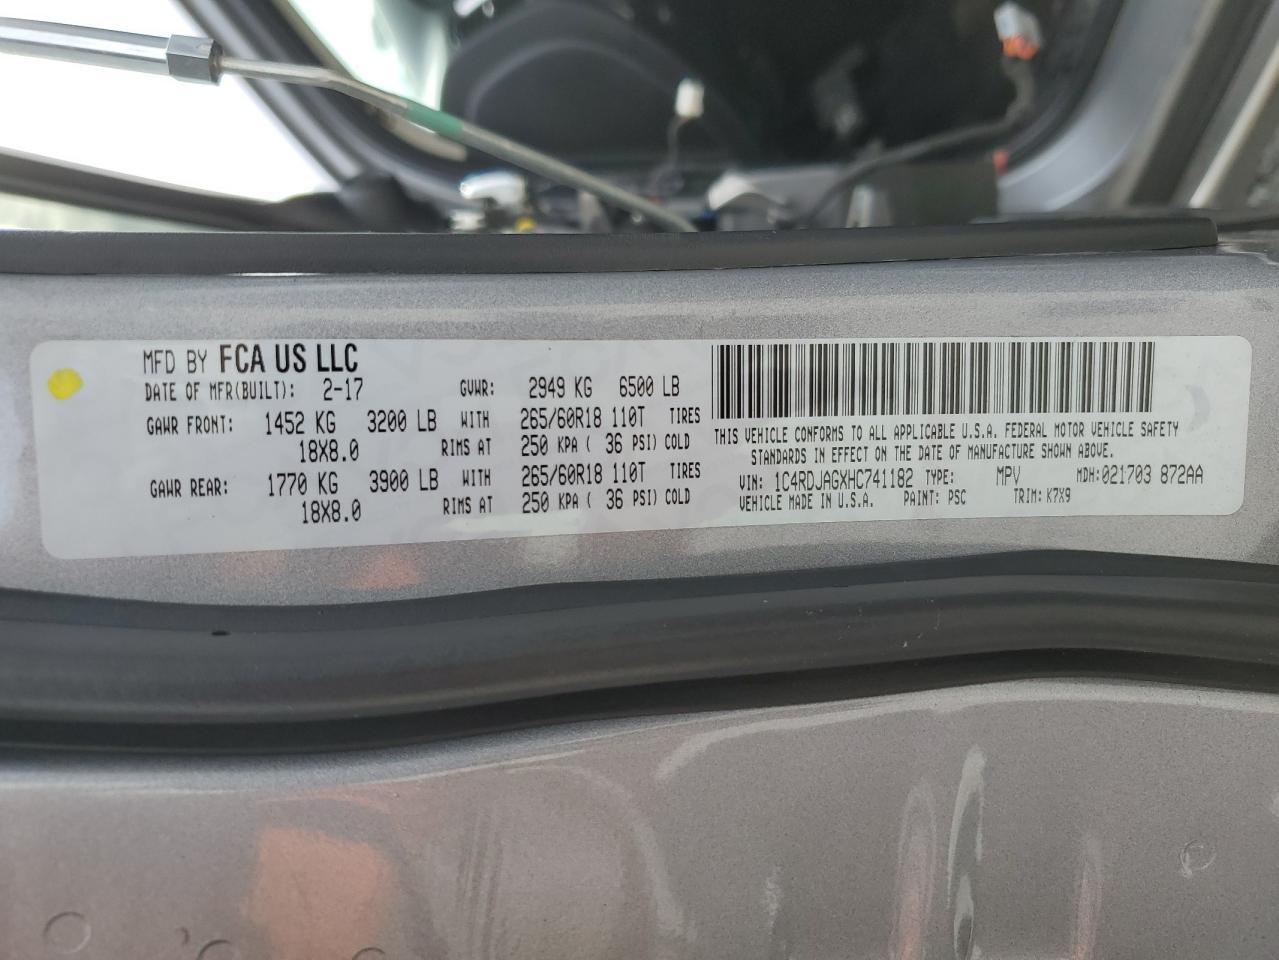 MFD BY FCA US LLC
DATE OF MFR(BUILT): 2-17 GVWR: 2949 KG 6500 LB
GAWR FRONT: 1452 KG 3200 LB WITH 265/60R18 110T TIRES
18X8.0 RIMS AT 250 KPA ( 36 PSI) COLD
GAWR REAR: 1770 KG 3900 LB WITH 265/60R18 110T TIRES
18X8.0 RIMS AT 250 KPA ( 36 PSI) COLD
THIS VEHICLE CONFORMS TO ALL APPLICABLE U.S.A. FEDERAL MOTOR VEHICLE SAFETY
STANDARDS IN EFFECT ON THE DATE OF MANUFACTURE SHOWN ABOVE.
VIN: 1C4RDJAGXHC741182 TYPE: MPV MDH:021703 872AA
VEHICLE MADE IN U.S.A. PAINT: PSC TRIM: K7X9